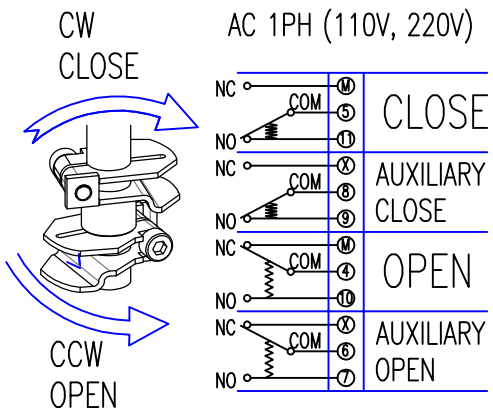 CW
CLOSE
AC 1PH (110V, 220V)
NC M
COM 5
NO 11
CLOSE
NC X
COM 8
NO 9
AUXILIARY
CLOSE
NC M
COM 4
NO 10
OPEN
NC X
COM 6
NO 7
AUXILIARY
OPEN
CCW
OPEN